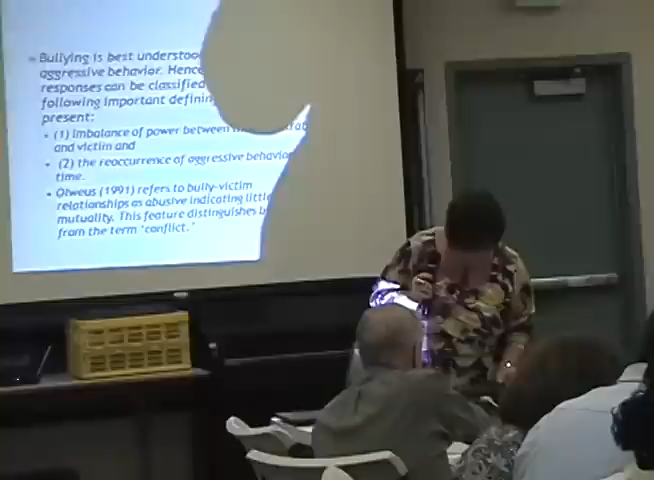 Bullying is best understoo
aggressive behavior. Hence
responses can be classified
following important defining
present:
(1) Imbalance of power between
and victim and
(2) the reoccurrence of aggressive behavio
time.
Olweus (1991) refers to bully-victim
relationships as abusive indicating littl
mutuality. This feature distinguishes b
from the term 'conflict.'